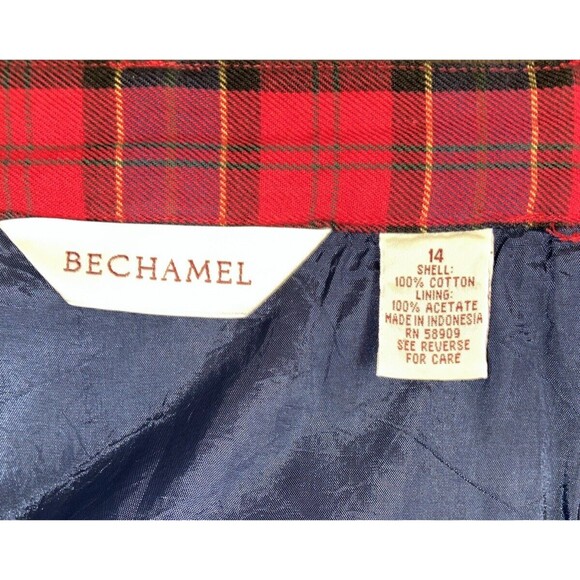 BECHAMEL
14
SHELL:
100% COTTON
LINING:
100% ACETATE
MADE IN INDONESIA
RN 58909
SEE REVERSE
FOR CARE